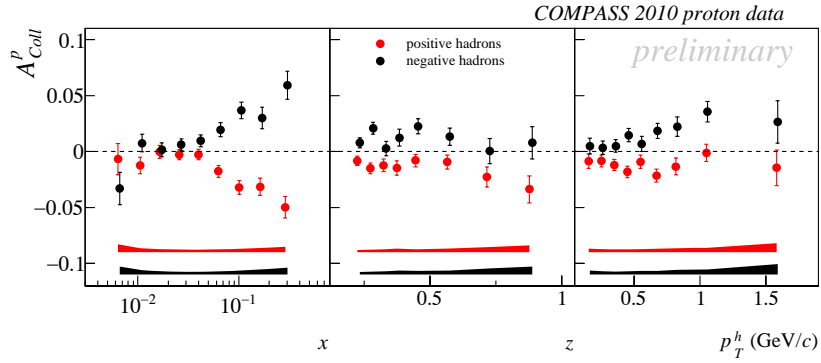 COMPASS 2010 proton data
A^p_Coll
0.1
0.05
0
−0.05
−0.1
positive hadrons
negative hadrons
preliminary
10^−2
10^−1
0.5
1
0.5
1
1.5
x
z
p_T^h (GeV/c)